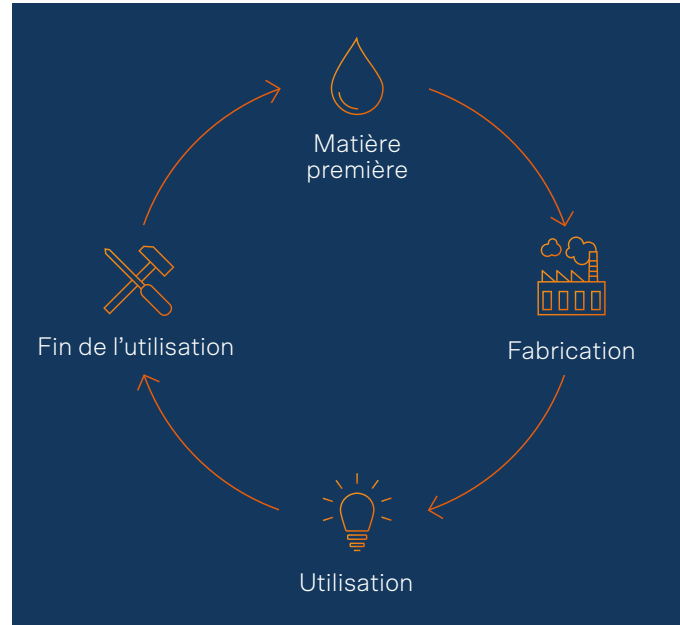 Matière
première
Fabrication
Utilisation
Fin de l'utilisation